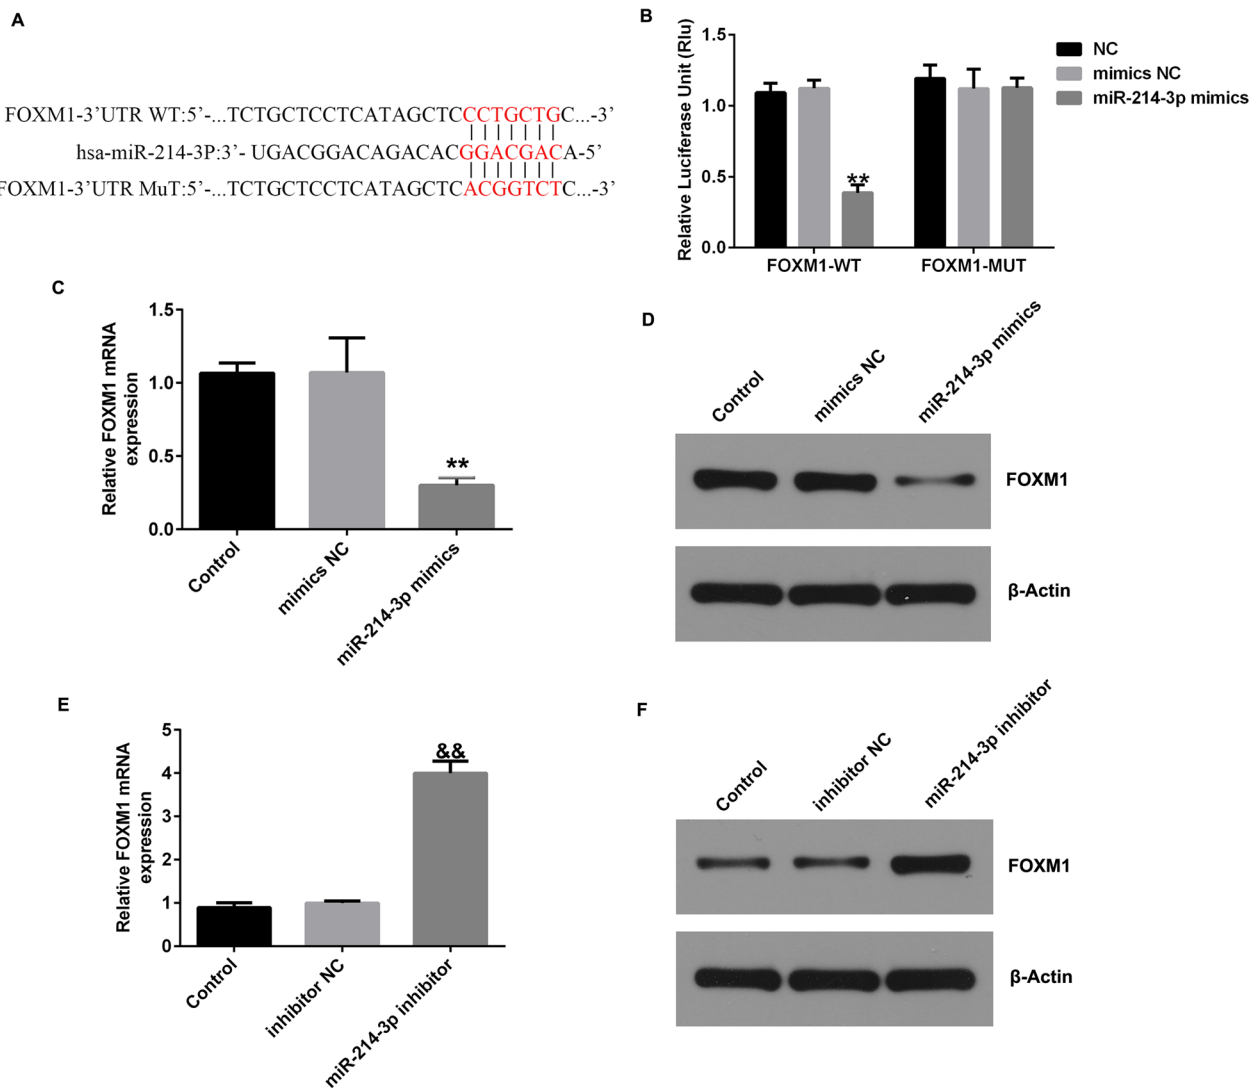 A
FOXM1-3’UTR WT:5’-...TCTGCTCCTCATAGCTCCCTGCTGC...-3’
hsa-miR-214-3P:3’- UGACGGACAGACACGGACGACA-5’
FOXM1-3’UTR MuT:5’-...TCTGCTCCTCATAGCTCACGGTCTC...-3’
B
Relative Luciferase Unit (Rlu)
1.5
1.0
0.5
0.0
**
FOXM1-WT
FOXM1-MUT
NC
mimics NC
miR-214-3p mimics
C
Relative FOXM1 mRNA
expression
1.5
1.0
0.5
0.0
**
Control
mimics NC
miR-214-3p mimics
D
Control
mimics NC
miR-214-3p mimics
FOXM1
β-Actin
E
Relative FOXM1 mRNA
expression
5
4
3
2
1
0
&&
Control
inhibitor NC
miR-214-3p inhibitor
F
Control
inhibitor NC
miR-214-3p inhibitor
FOXM1
β-Actin